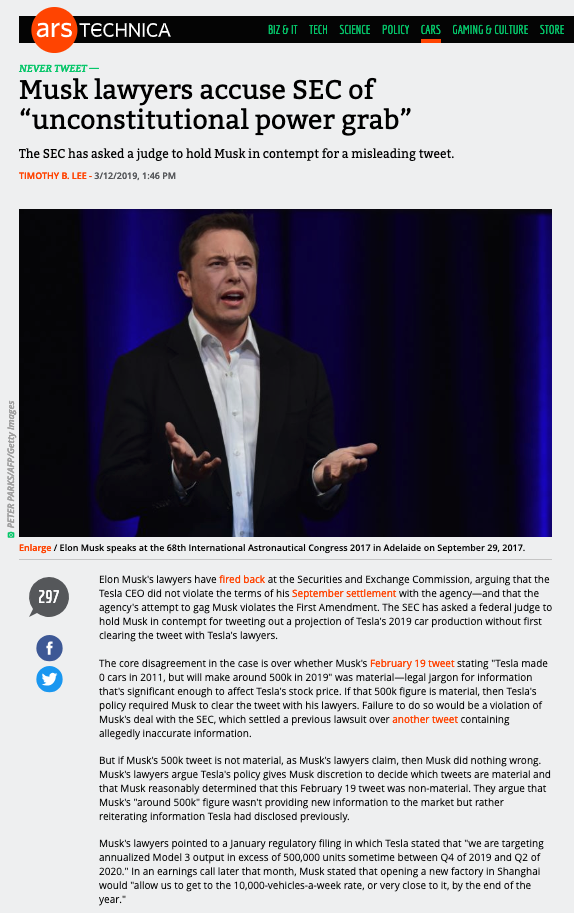 ars TECHNICA
BIZ & IT TECH SCIENCE POLICY CARS GAMING & CULTURE STORE
NEVER TWEET —
Musk lawyers accuse SEC of
“unconstitutional power grab”
The SEC has asked a judge to hold Musk in contempt for a misleading tweet.
TIMOTHY B. LEE - 3/12/2019, 1:46 PM
PETER PARKS/AFP/Getty Images
Enlarge / Elon Musk speaks at the 68th International Astronautical Congress 2017 in Adelaide on September 29, 2017.
297
Elon Musk's lawyers have fired back at the Securities and Exchange Commission, arguing that the
Tesla CEO did not violate the terms of his September settlement with the agency—and that the
agency's attempt to gag Musk violates the First Amendment. The SEC has asked a federal judge to
hold Musk in contempt for tweeting out a projection of Tesla's 2019 car production without first
clearing the tweet with Tesla's lawyers.
The core disagreement in the case is over whether Musk's February 19 tweet stating "Tesla made
0 cars in 2011, but will make around 500k in 2019" was material—legal jargon for information
that's significant enough to affect Tesla's stock price. If that 500k figure is material, then Tesla's
policy required Musk to clear the tweet with his lawyers. Failure to do so would be a violation of
Musk's deal with the SEC, which settled a previous lawsuit over another tweet containing
allegedly inaccurate information.
But if Musk's 500k tweet is not material, as Musk's lawyers claim, then Musk did nothing wrong.
Musk's lawyers argue Tesla's policy gives Musk discretion to decide which tweets are material and
that Musk reasonably determined that this February 19 tweet was non-material. They argue that
Musk's "around 500k" figure wasn't providing new information to the market but rather
reiterating information Tesla had disclosed previously.
Musk's lawyers pointed to a January regulatory filing in which Tesla stated that "we are targeting
annualized Model 3 output in excess of 500,000 units sometime between Q4 of 2019 and Q2 of
2020." In an earnings call later that month, Musk stated that opening a new factory in Shanghai
would "allow us to get to the 10,000-vehicles-a-week rate, or very close to it, by the end of the
year."